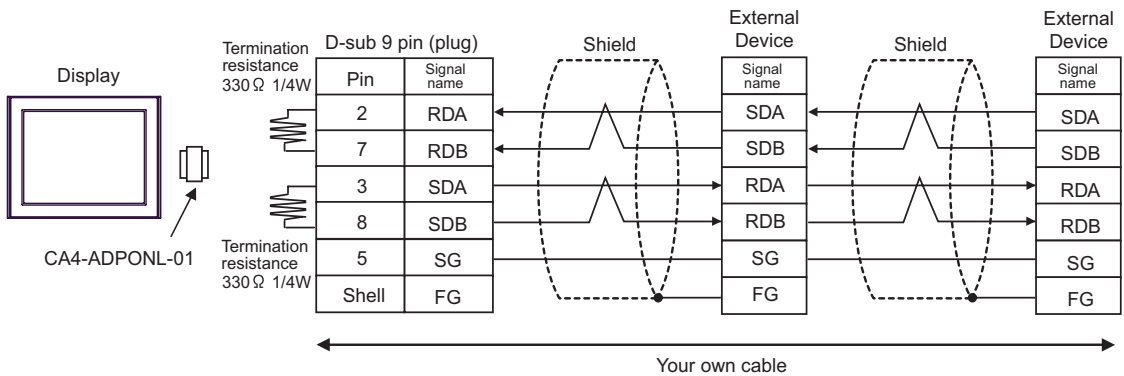 Display
CA4-ADPONL-01
Termination
resistance
330Ω 1/4W
Termination
resistance
330Ω 1/4W
D-sub 9 pin (plug)
Pin Signal name
2 RDA
7 RDB
3 SDA
8 SDB
5 SG
Shell FG
Shield
External
Device
Signal
name
SDA
SDB
RDA
RDB
SG
FG
Shield
External
Device
Signal
name
SDA
SDB
RDA
RDB
SG
FG
Your own cable